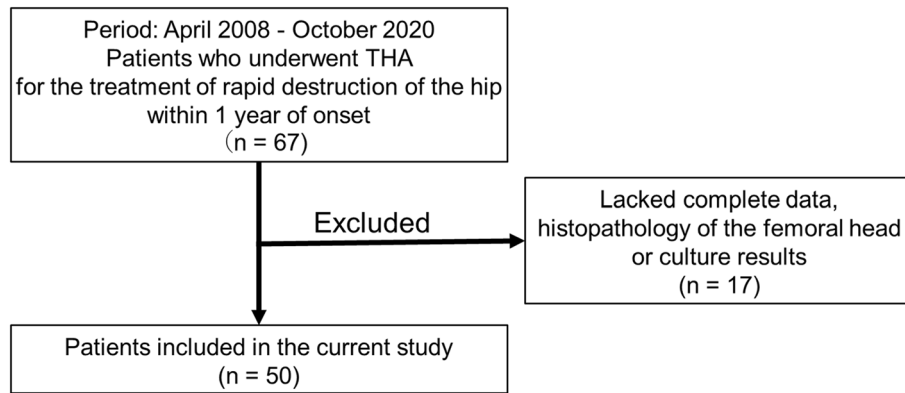 Period: April 2008 - October 2020
Patients who underwent THA
for the treatment of rapid destruction of the hip
within 1 year of onset
（n = 67)
Excluded
Lacked complete data,
histopathology of the femoral head
or culture results
(n = 17)
Patients included in the current study
(n = 50)